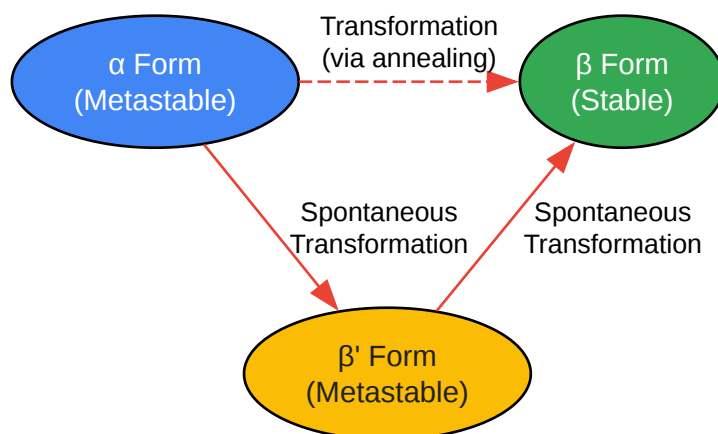 α Form
(Metastable)
Transformation
(via annealing)
β Form
(Stable)
Spontaneous
Transformation
Spontaneous
Transformation
β' Form
(Metastable)